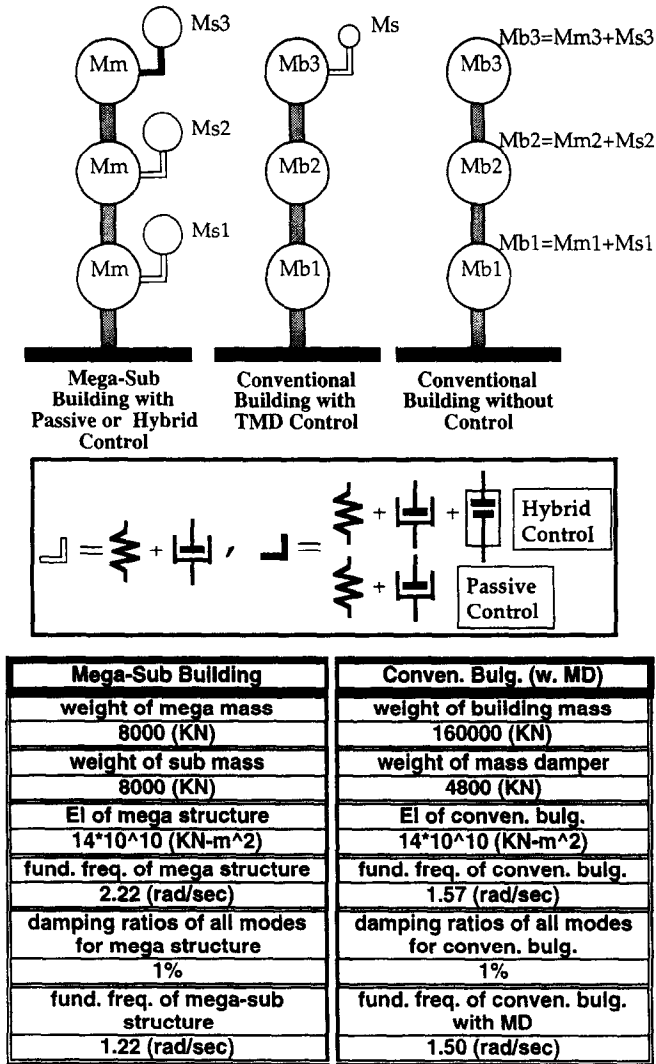 Ms3
Mm
Ms2
Mm
Ms1
Mm
Mega-Sub
Building with
Passive or Hybrid
Control
Ms
Mb3
Mb2
Mb1
Conventional
Building with
TMD Control
Mb3=Mm3+Ms3
Mb3
Mb2=Mm2+Ms2
Mb2
Mb1=Mm1+Ms1
Mb1
Conventional
Building without
Control
= + , = + + Hybrid
Control
+ Passive
Control
Mega-Sub Building
weight of mega mass
8000 (KN)
weight of sub mass
8000 (KN)
EI of mega structure
14*10^10 (KN-m^2)
fund. freq. of mega structure
2.22 (rad/sec)
damping ratios of all modes
for mega structure
1%
fund. freq. of mega-sub
structure
1.22 (rad/sec)
Conven. Bulg. (w. MD)
weight of building mass
160000 (KN)
weight of mass damper
4800 (KN)
EI of conven. bulg.
14*10^10 (KN-m^2)
fund. freq. of conven. bulg.
1.57 (rad/sec)
damping ratios of all modes
for conven. bulg.
1%
fund. freq. of conven. bulg.
with MD
1.50 (rad/sec)